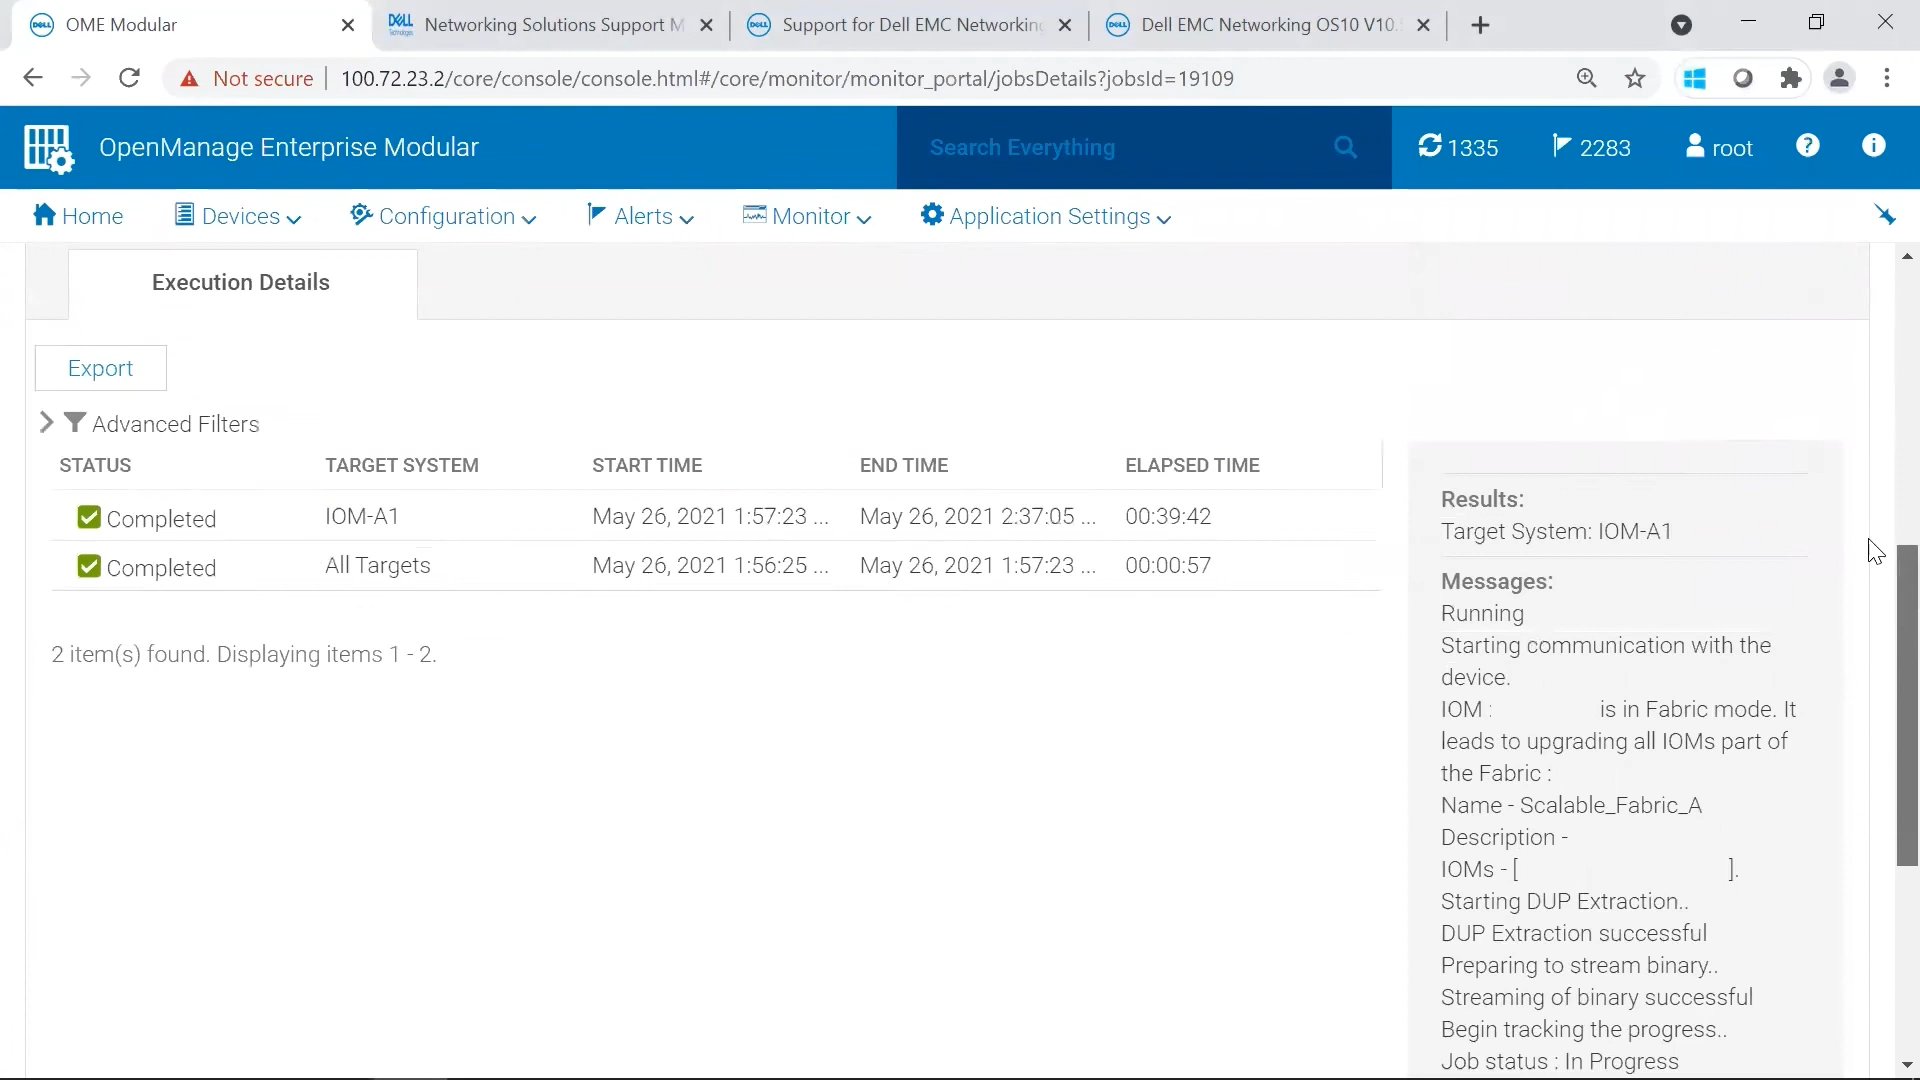 OME Modular
Networking Solutions Support M
Support for Dell EMC Networking
Dell EMC Networking OS10 V10.
Not secure
100.72.23.2/core/console/console.html#/core/monitor/monitor_portal/jobsDetails?jobsId=19109
OpenManage Enterprise Modular
Search Everything
1335
2283
root
Home
Devices
Configuration
Alerts
Monitor
Application Settings
Execution Details
Export
Advanced Filters
STATUS TARGET SYSTEM START TIME END TIME ELAPSED TIME
Completed IOM-A1 May 26, 2021 1:57:23 ... May 26, 2021 2:37:05 ... 00:39:42
Completed All Targets May 26, 2021 1:56:25 ... May 26, 2021 1:57:23 ... 00:00:57
2 item(s) found. Displaying items 1 - 2.
Results:
Target System: IOM-A1
Messages:
Running
Starting communication with the
device.
IOM : is in Fabric mode. It
leads to upgrading all IOMs part of
the Fabric :
Name - Scalable_Fabric_A
Description -
IOMs - [ ].
Starting DUP Extraction..
DUP Extraction successful
Preparing to stream binary..
Streaming of binary successful
Begin tracking the progress..
Job status : In Progress